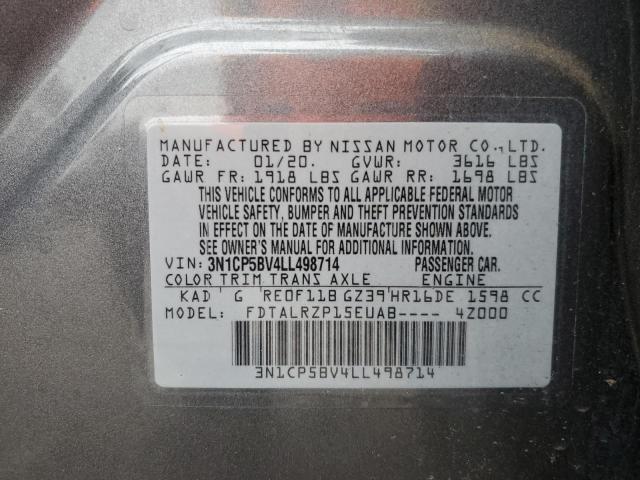 MANUFACTURED BY NISSAN MOTOR CO., LTD.
DATE: 01/20. GVWR: 3616 LBS
GAWR FR: 1918 LBS GAWR RR: 1698 LBS
THIS VEHICLE CONFORMS TO ALL APPLICABLE FEDERAL MOTOR
VEHICLE SAFETY, BUMPER AND THEFT PREVENTION STANDARDS
IN EFFECT ON THE DATE OF MANUFACTURE SHOWN ABOVE.
SEE OWNER'S MANUAL FOR ADDITIONAL INFORMATION.
VIN: 3N1CP5BV4LL498714 PASSENGER CAR.
COLOR TRIM TRANS AXLE ENGINE
KAD G RE0F11B GZ39 HR16DE 1598 CC
MODEL: FDTALRZP15EUAB---- 4Z000
3N1CP5BV4LL498714